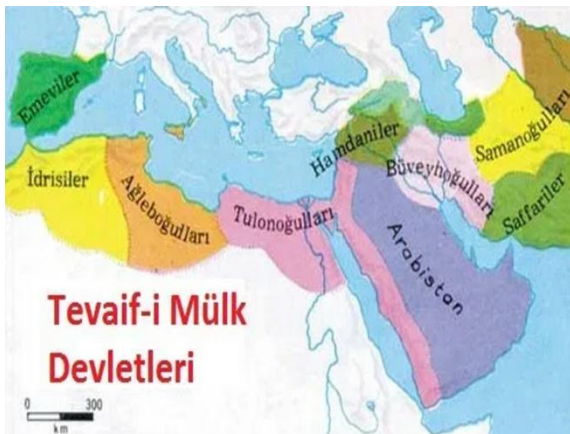 Emeviler
İdrisiler
Ağleboğulları
Tulonoğulları
Hamdaniler
Büveyhoğulları
Samanoğulları
Saffariler
Arabistan
Tevaif-i Mülk
Devletleri
0 300
km